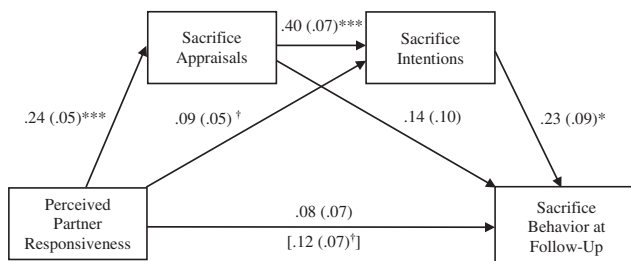 .40 (.07)***
Sacrifice
Appraisals
Sacrifice
Intentions
.24 (.05)***
.09 (.05) †
.14 (.10)
.23 (.09)*
Perceived
Partner
Responsiveness
.08 (.07)
[.12 (.07)†]
Sacrifice
Behavior at
Follow-Up